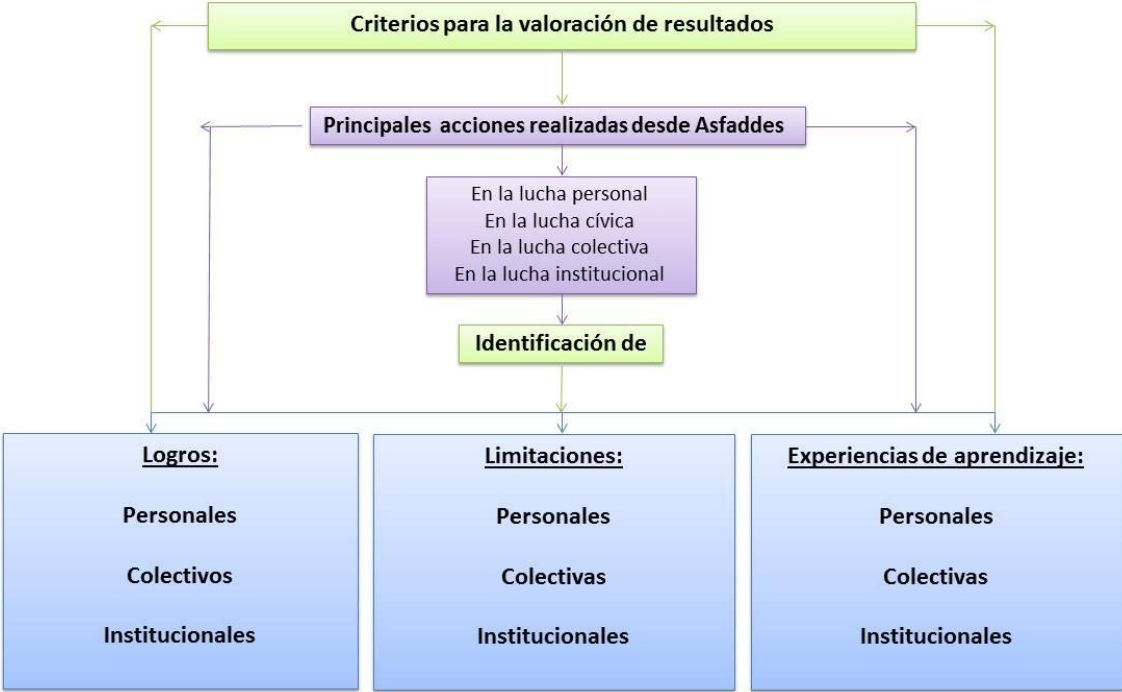 Criterios para la valoración de resultados
Principales acciones realizadas desde Asfaddes
En la lucha personal
En la lucha cívica
En la lucha colectiva
En la lucha institucional
Identificación de
Logros:
Personales
Colectivos
Institucionales
Limitaciones:
Personales
Colectivas
Institucionales
Experiencias de aprendizaje:
Personales
Colectivas
Institucionales